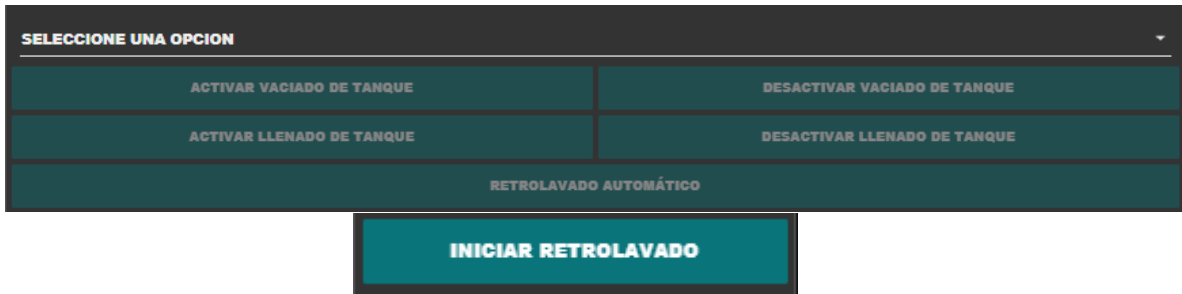 SELECCIONE UNA OPCION
ACTIVAR VACIADO DE TANQUE
DESACTIVAR VACIADO DE TANQUE
ACTIVAR LLENADO DE TANQUE
DESACTIVAR LLENADO DE TANQUE
RETROLAVADO AUTOMÁTICO
INICIAR RETROLAVADO